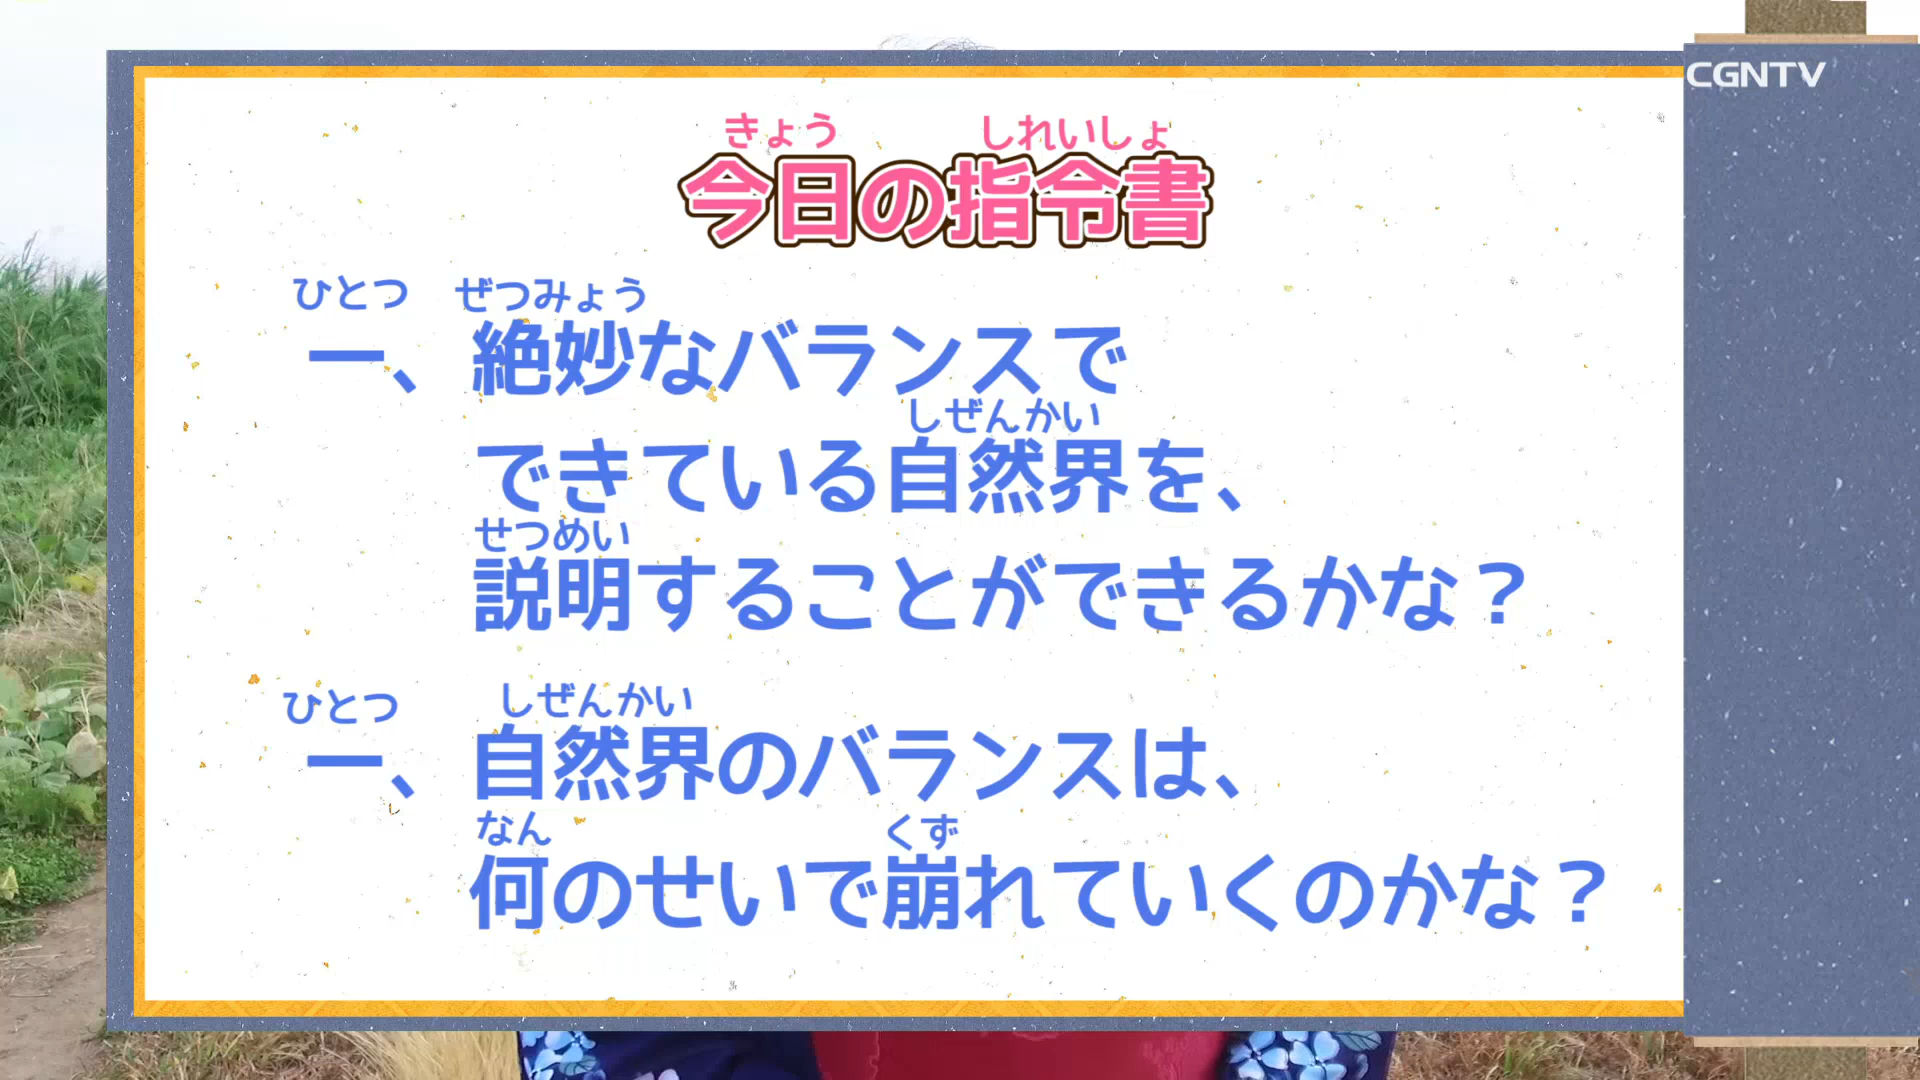 CGNTV
きょう しれいしょ
今日の指令書
ひとつ ぜつみょう
一、絶妙なバランスで
しぜんかい
できている自然界を、
せつめい
説明することができるかな？
ひとつ しぜんかい
一、自然界のバランスは、
なん くず
何のせいで崩れていくのかな？